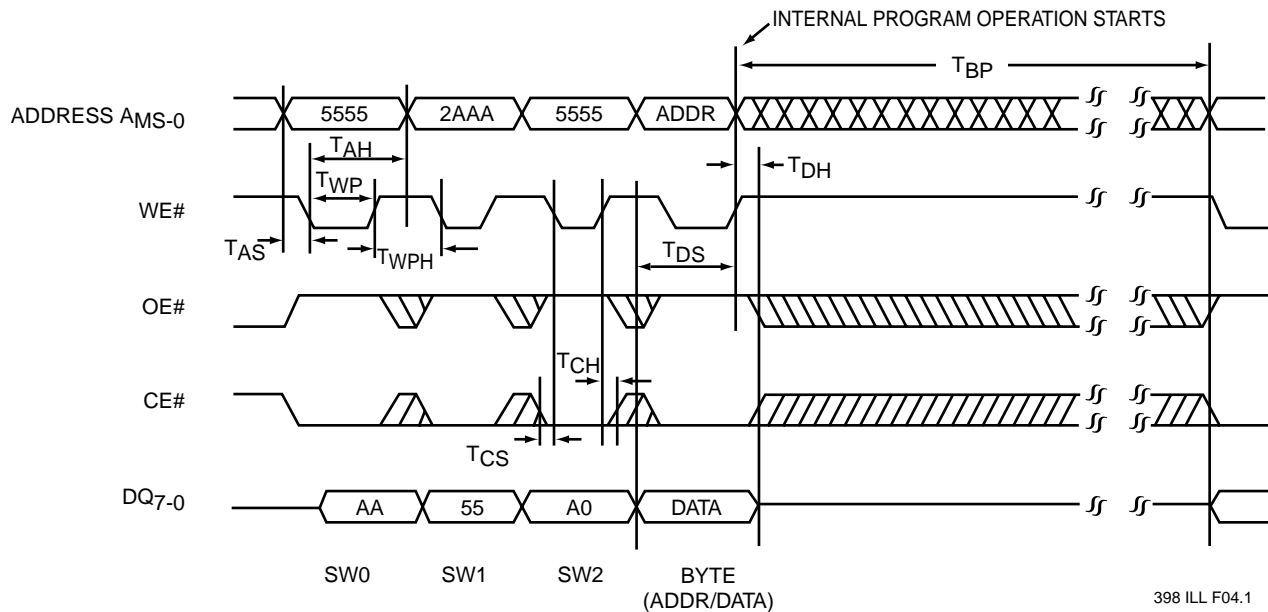 INTERNAL PROGRAM OPERATION STARTS
TBP
ADDRESS AMS-0
5555
2AAA
5555
ADDR
TAH
TDH
TWP
WE#
TAS
TWPH
TDS
OE#
TCH
CE#
TCS
DQ7-0
AA
55
A0
DATA
SW0
SW1
SW2
BYTE
(ADDR/DATA)
398 ILL F04.1